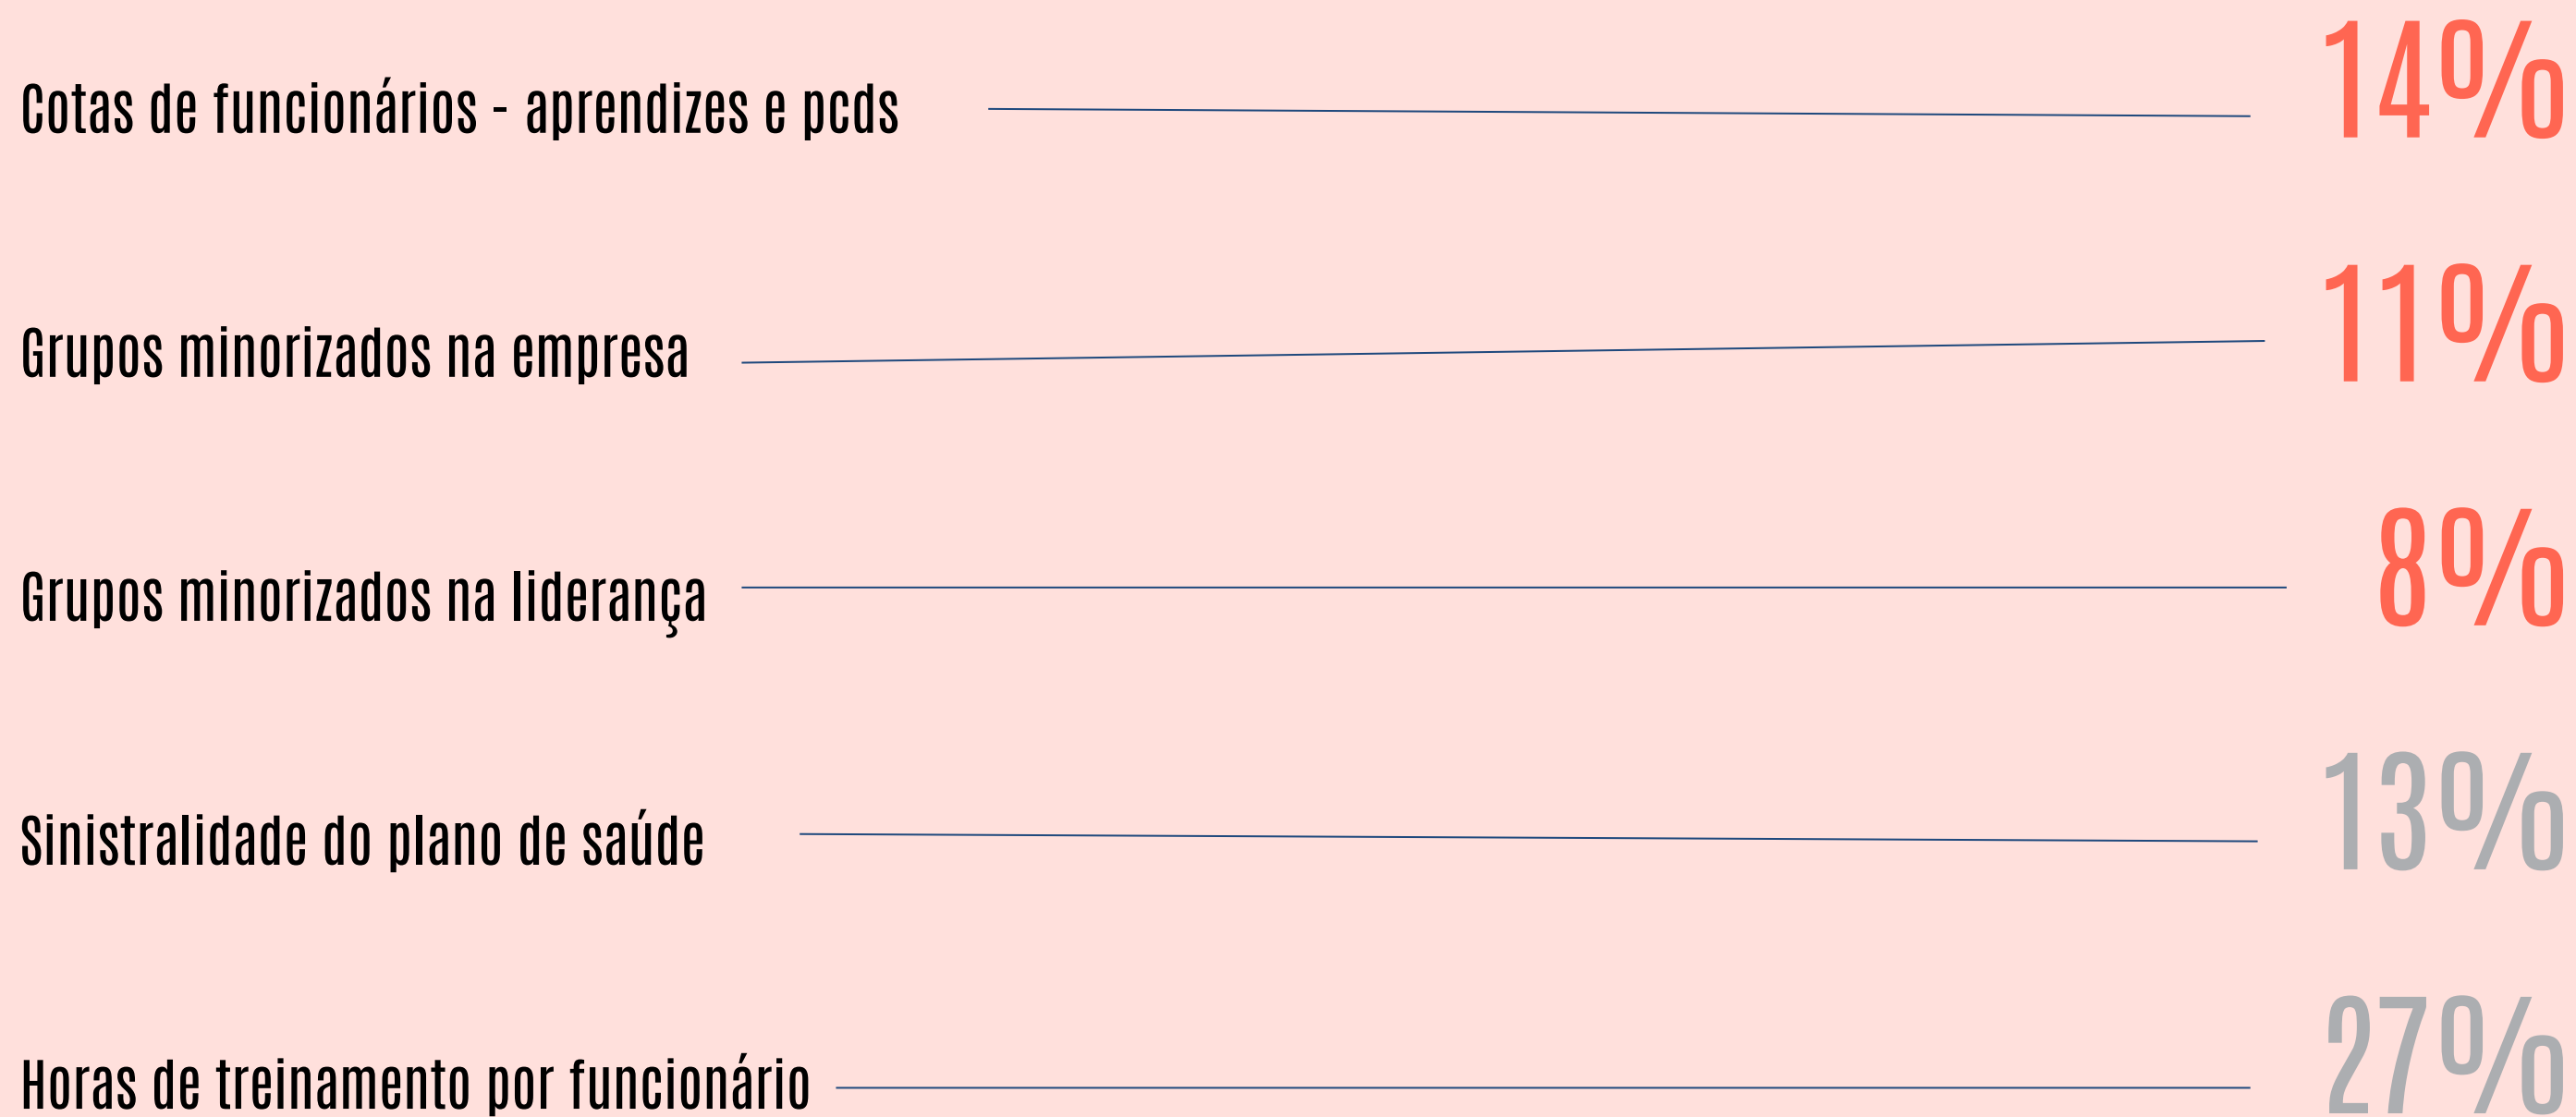 Cotas de funcionários - aprendizes e pcds 14%
Grupos minorizados na empresa 11%
Grupos minorizados na liderança 8%
Sinistralidade do plano de saúde 13%
Horas de treinamento por funcionário 27%